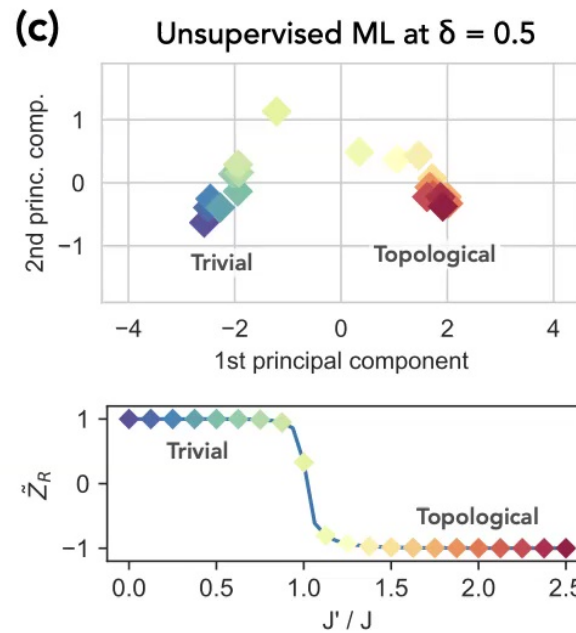 (c)
Unsupervised ML at δ = 0.5
2nd princ. comp.
1
0
−1
Trivial
Topological
−4 −2 0 2 4
1st principal component
Z̃_R
1
0
−1
Trivial
Topological
0.0 0.5 1.0 1.5 2.0 2.5
J' / J